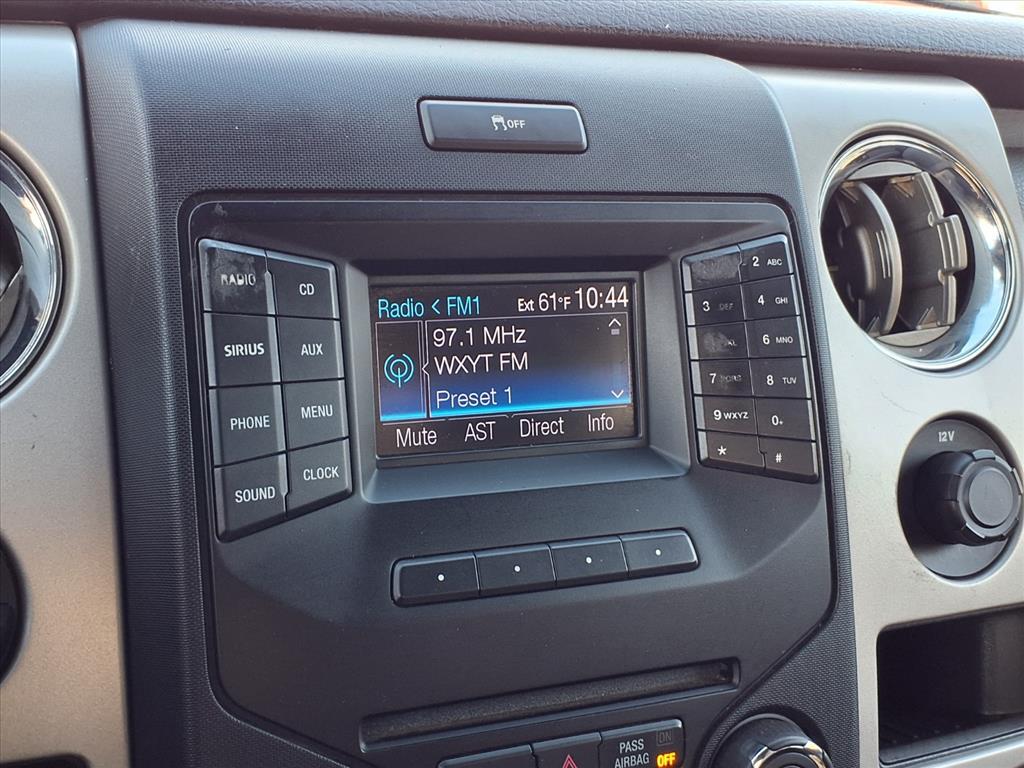 OFF
RADIO
CD
SIRIUS
AUX
PHONE
MENU
SOUND
CLOCK
Radio < FM1 Ext 61°F 10:44
97.1 MHz
WXYT FM
Preset 1
Mute AST Direct Info
2 ABC
3 DEF
4 GHI
6 MNO
7 PQRS
8 TUV
9 WXYZ
0+
*
#
12V
PASS AIRBAG
ON
OFF